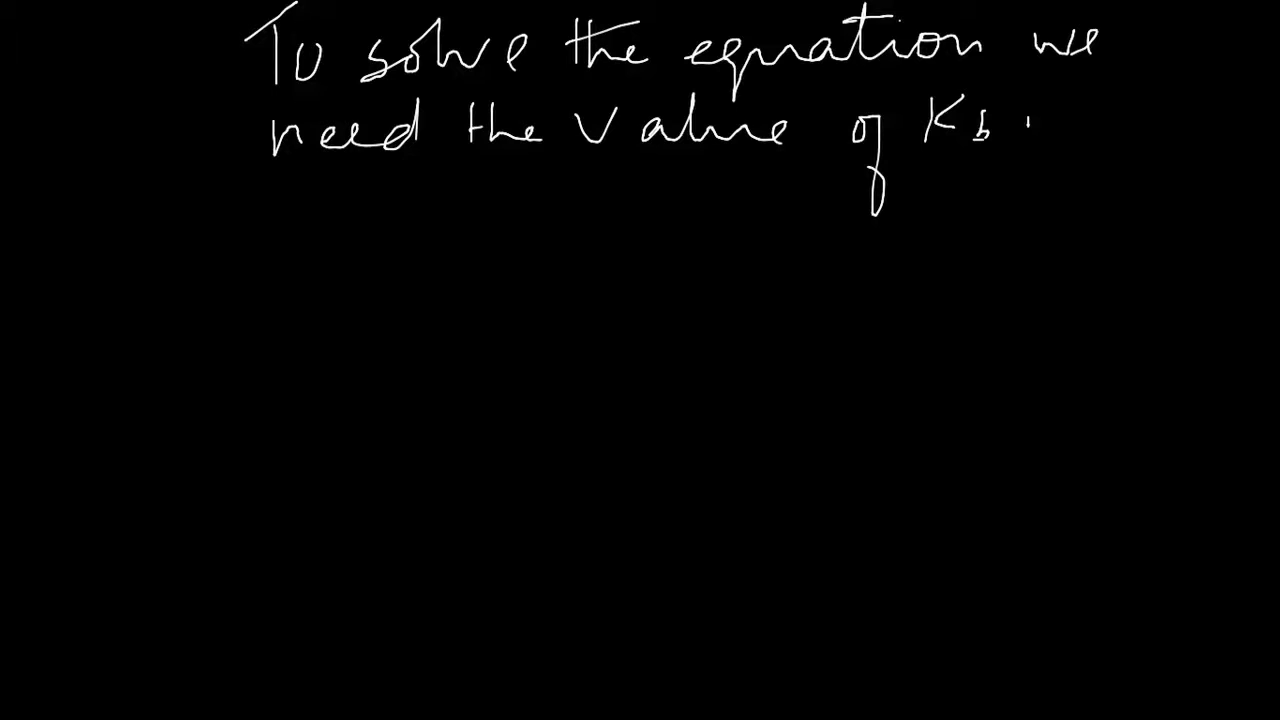 To solve the equation we
need the value of Kb.